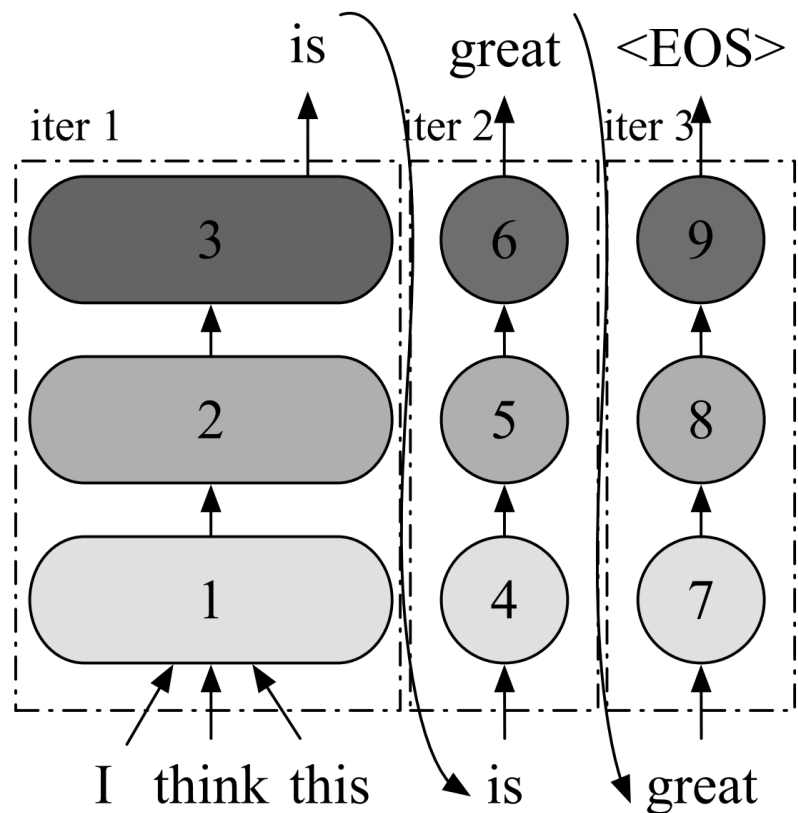 is great <EOS>
iter 1 iter 2 iter 3
3 6 9
2 5 8
1 4 7
I think this is great